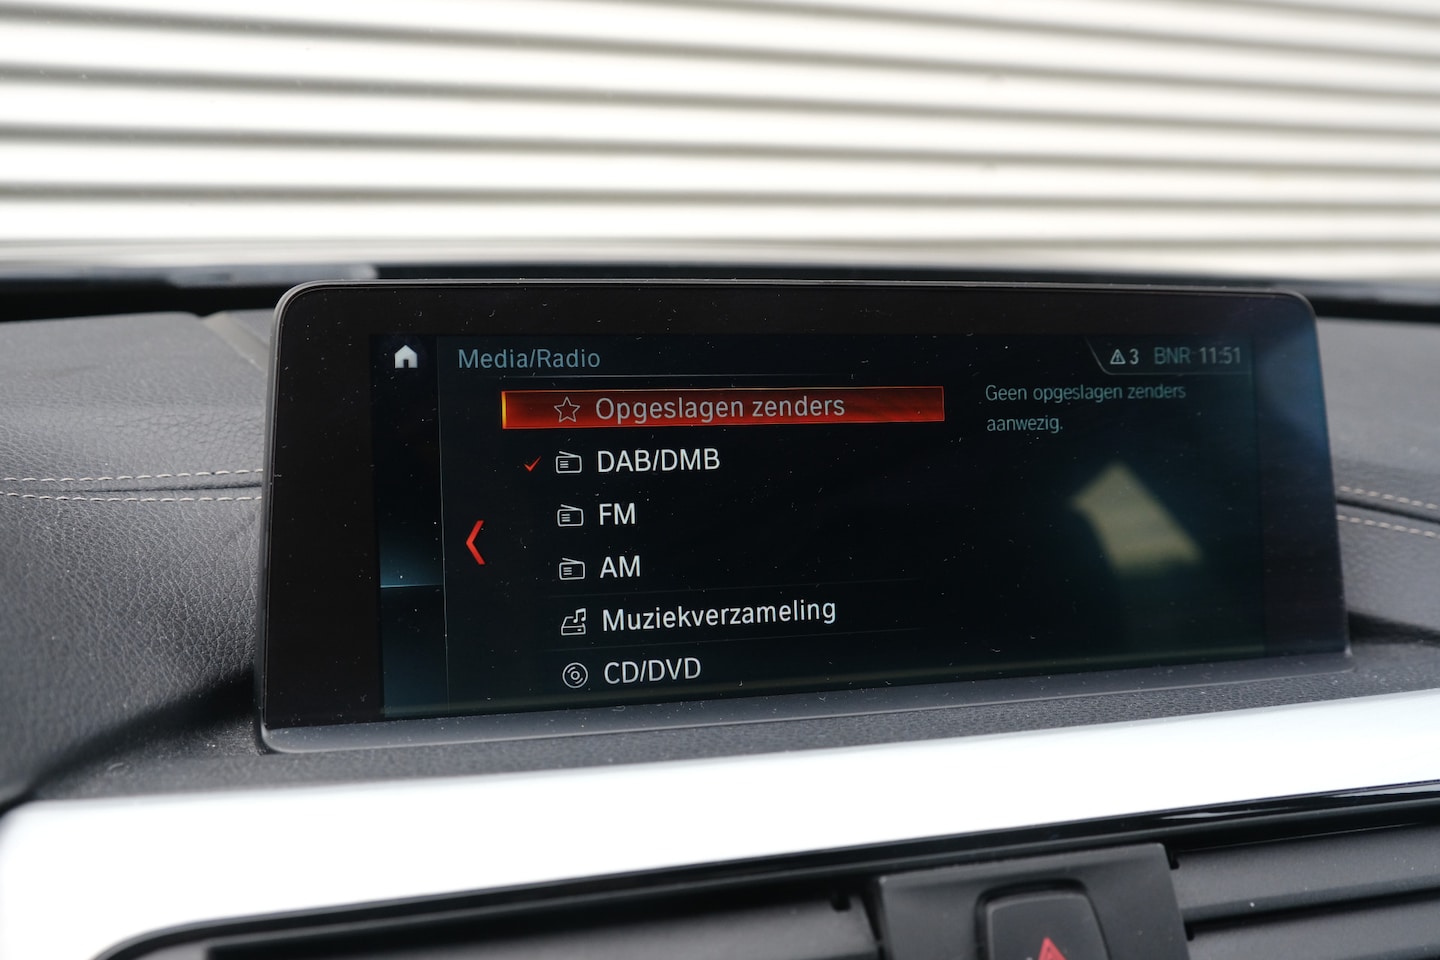 Media/Radio
3 BNR 11:51
Opgeslagen zenders
Geen opgeslagen zenders
aanwezig.
DAB/DMB
FM
AM
Muziekverzameling
CD/DVD